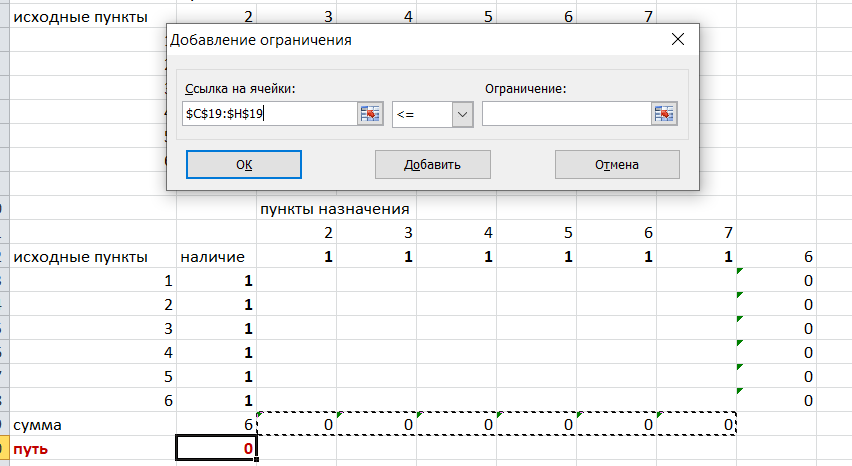 исходные пункты 2 3 4 5 6 7
Добавление ограничения
Ссылка на ячейки: Ограничение:
$C$19:$H$19 <=
ОК Добавить Отмена
пункты назначения
2 3 4 5 6 7
исходные пункты наличие 1 1 1 1 1 1 6
1 1 0
2 1 0
3 1 0
4 1 0
5 1 0
6 1 0
сумма 6 0 0 0 0 0 0
путь 0